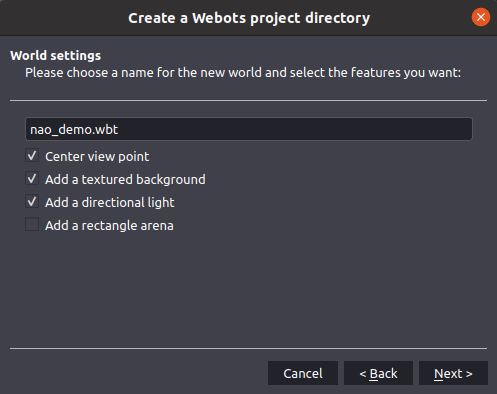 Create a Webots project directory
World settings
Please choose a name for the new world and select the features you want:
nao_demo.wbt
Center view point
Add a textured background
Add a directional light
Add a rectangle arena
Cancel
< Back
Next >